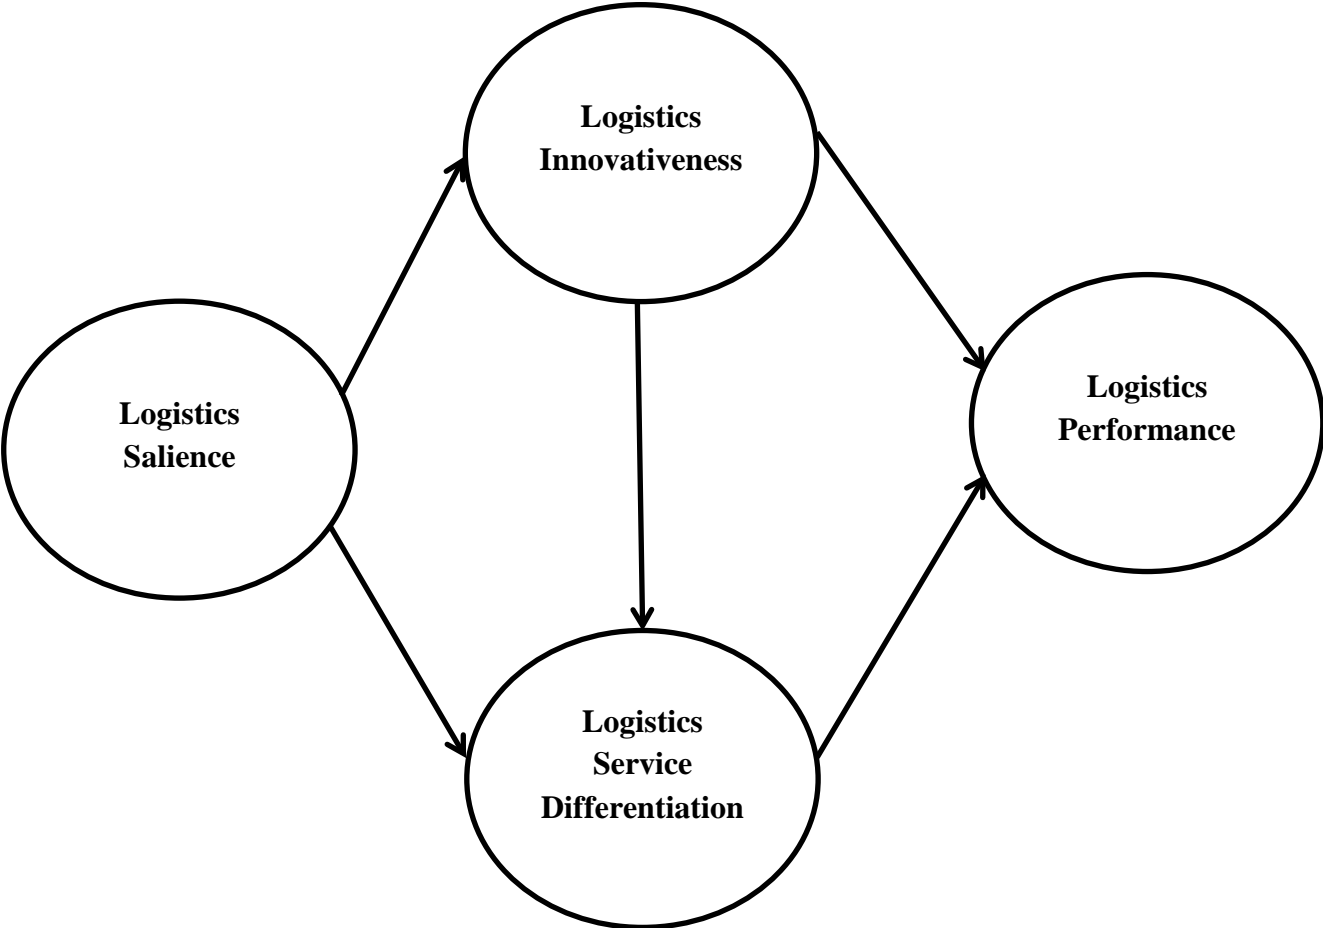 Logistics
Innovativeness
Logistics
Salience
Logistics
Performance
Logistics
Service
Differentiation